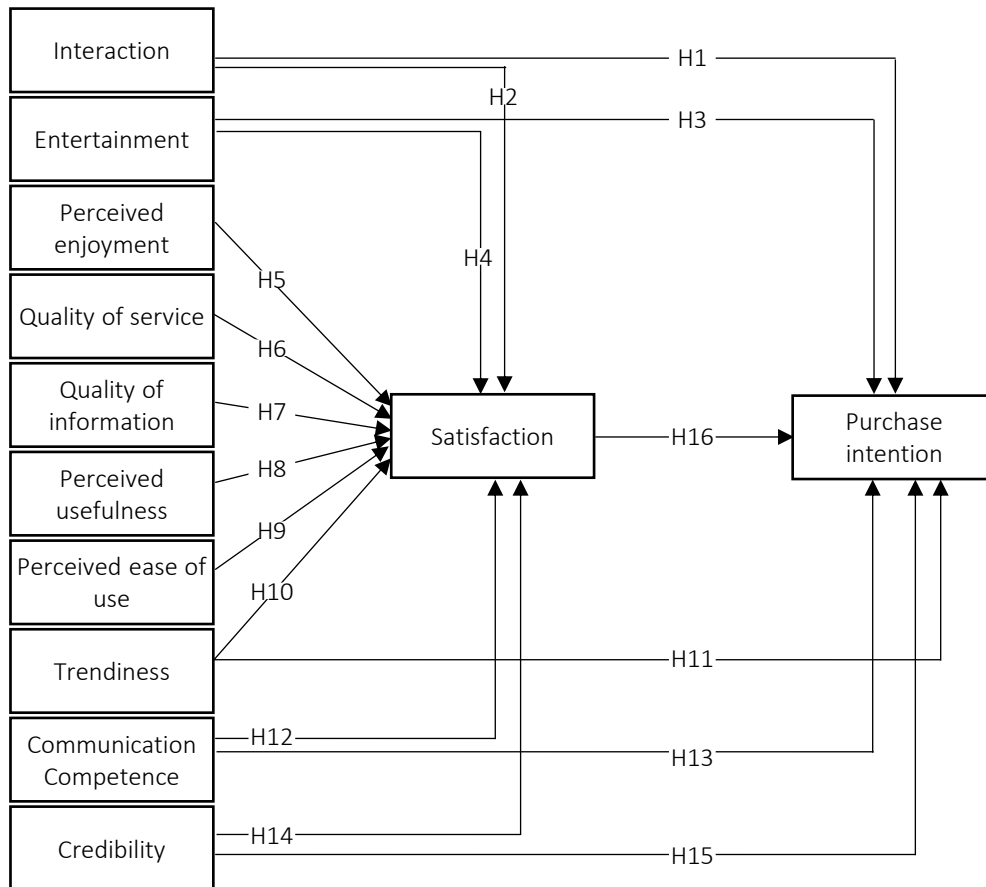 Interaction
H1
H2
Entertainment
H3
Perceived
enjoyment
H4
H5
Quality of service
H6
Quality of
information
H7
Satisfaction
H16
Purchase
intention
Perceived
usefulness
H8
Perceived ease of
use
H9
H10
Trendiness
H11
Communication
Competence
H12
H13
Credibility
H14
H15